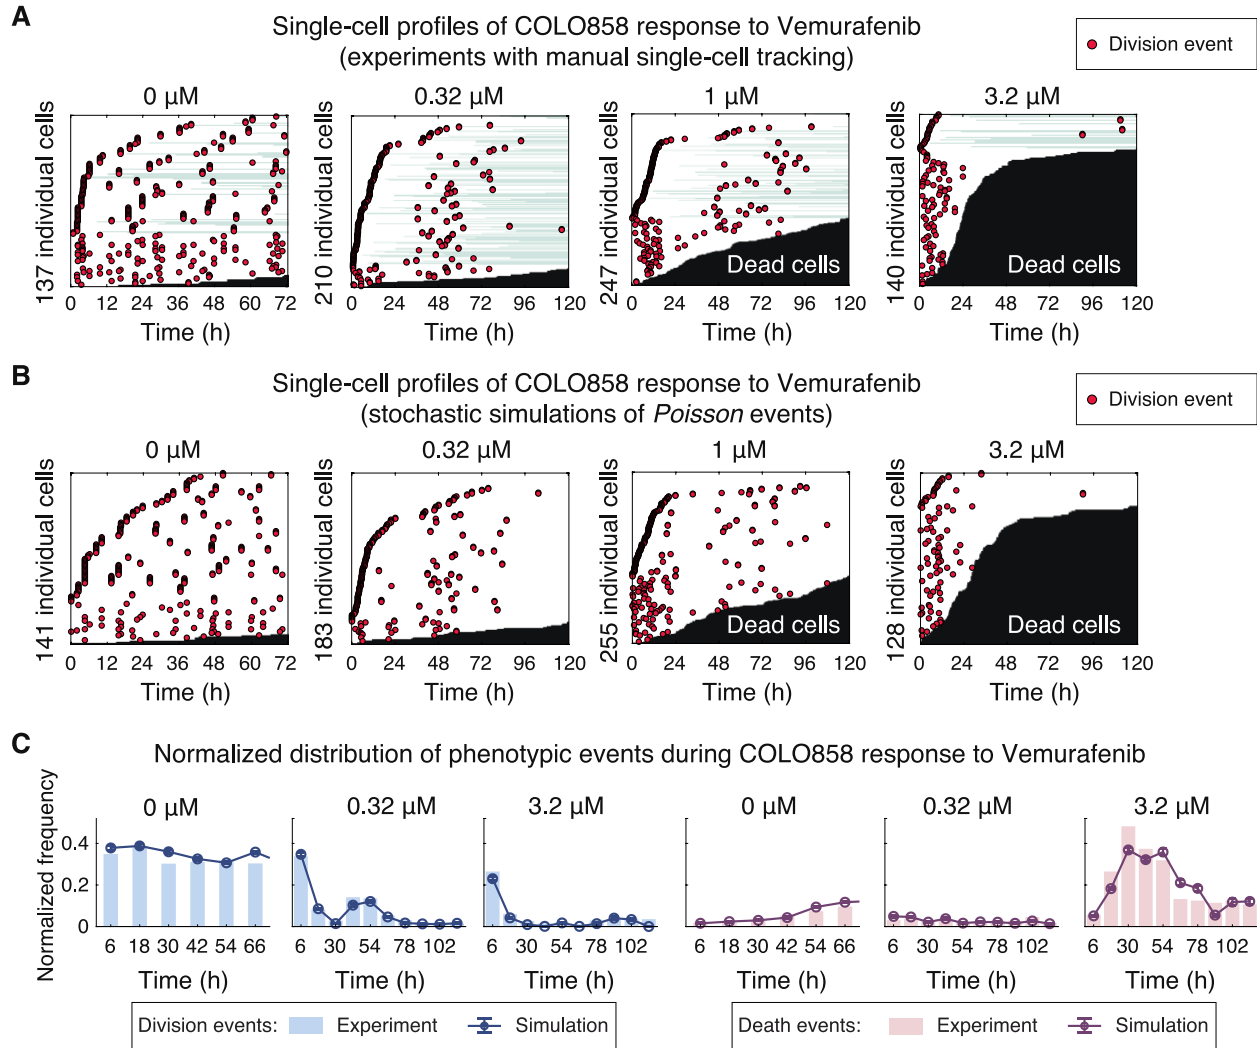 A
Single-cell profiles of COLO858 response to Vemurafenib
(experiments with manual single-cell tracking)
Division event
0 µM
0.32 µM
1 µM
3.2 µM
137 individual cells
210 individual cells
247 individual cells
140 individual cells
Dead cells
Dead cells
0 12 24 36 48 60 72
0 24 48 72 96 120
0 24 48 72 96 120
0 24 48 72 96 120
Time (h)
Time (h)
Time (h)
Time (h)
B
Single-cell profiles of COLO858 response to Vemurafenib
(stochastic simulations of Poisson events)
Division event
0 µM
0.32 µM
1 µM
3.2 µM
141 individual cells
183 individual cells
255 individual cells
128 individual cells
Dead cells
Dead cells
0 12 24 36 48 60 72
0 24 48 72 96 120
0 24 48 72 96 120
0 24 48 72 96 120
Time (h)
Time (h)
Time (h)
Time (h)
C
Normalized distribution of phenotypic events during COLO858 response to Vemurafenib
0 µM
0.32 µM
3.2 µM
0 µM
0.32 µM
3.2 µM
Normalized frequency
0.4
0.2
0
6 18 30 42 54 66
6 30 54 78 102
6 30 54 78 102
6 18 30 42 54 66
6 30 54 78 102
6 30 54 78 102
Time (h)
Time (h)
Time (h)
Time (h)
Time (h)
Time (h)
Division events: Experiment Simulation
Death events: Experiment Simulation